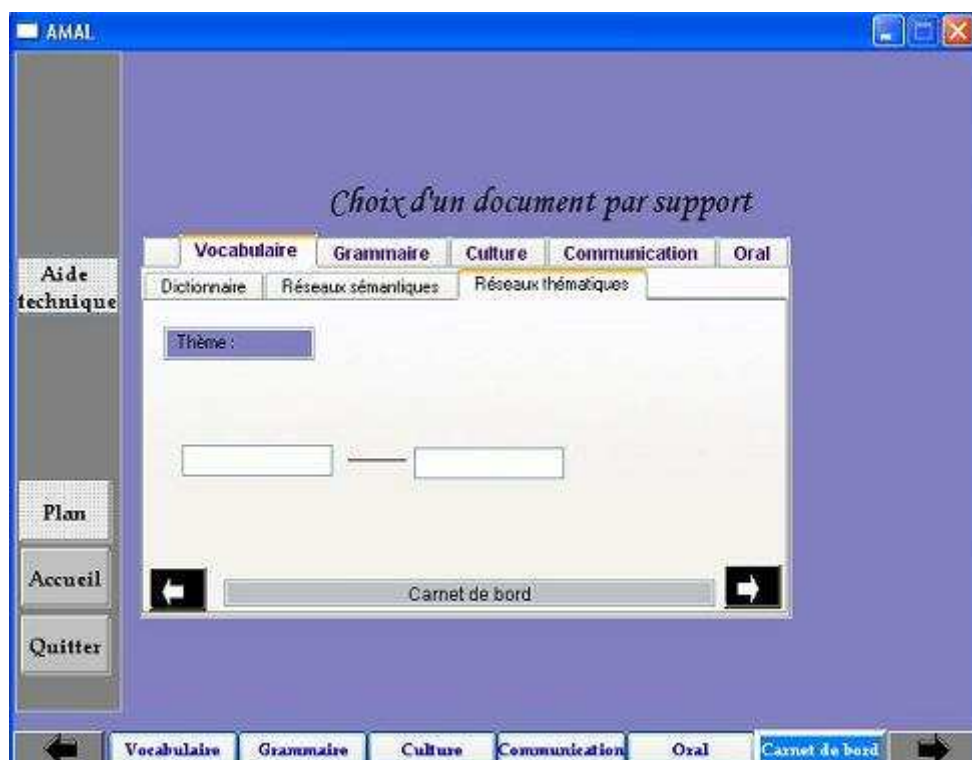 AMAL
Choix d'un document par support
Vocabulaire Grammaire Culture Communication Oral
Dictionnaire Réseaux sémantiques Réseaux thématiques
Aide
technique
Thème :
Plan
Accueil
Carnet de bord
Quitter
Vocabulaire Grammaire Culture Communication Oral Carnet de bord